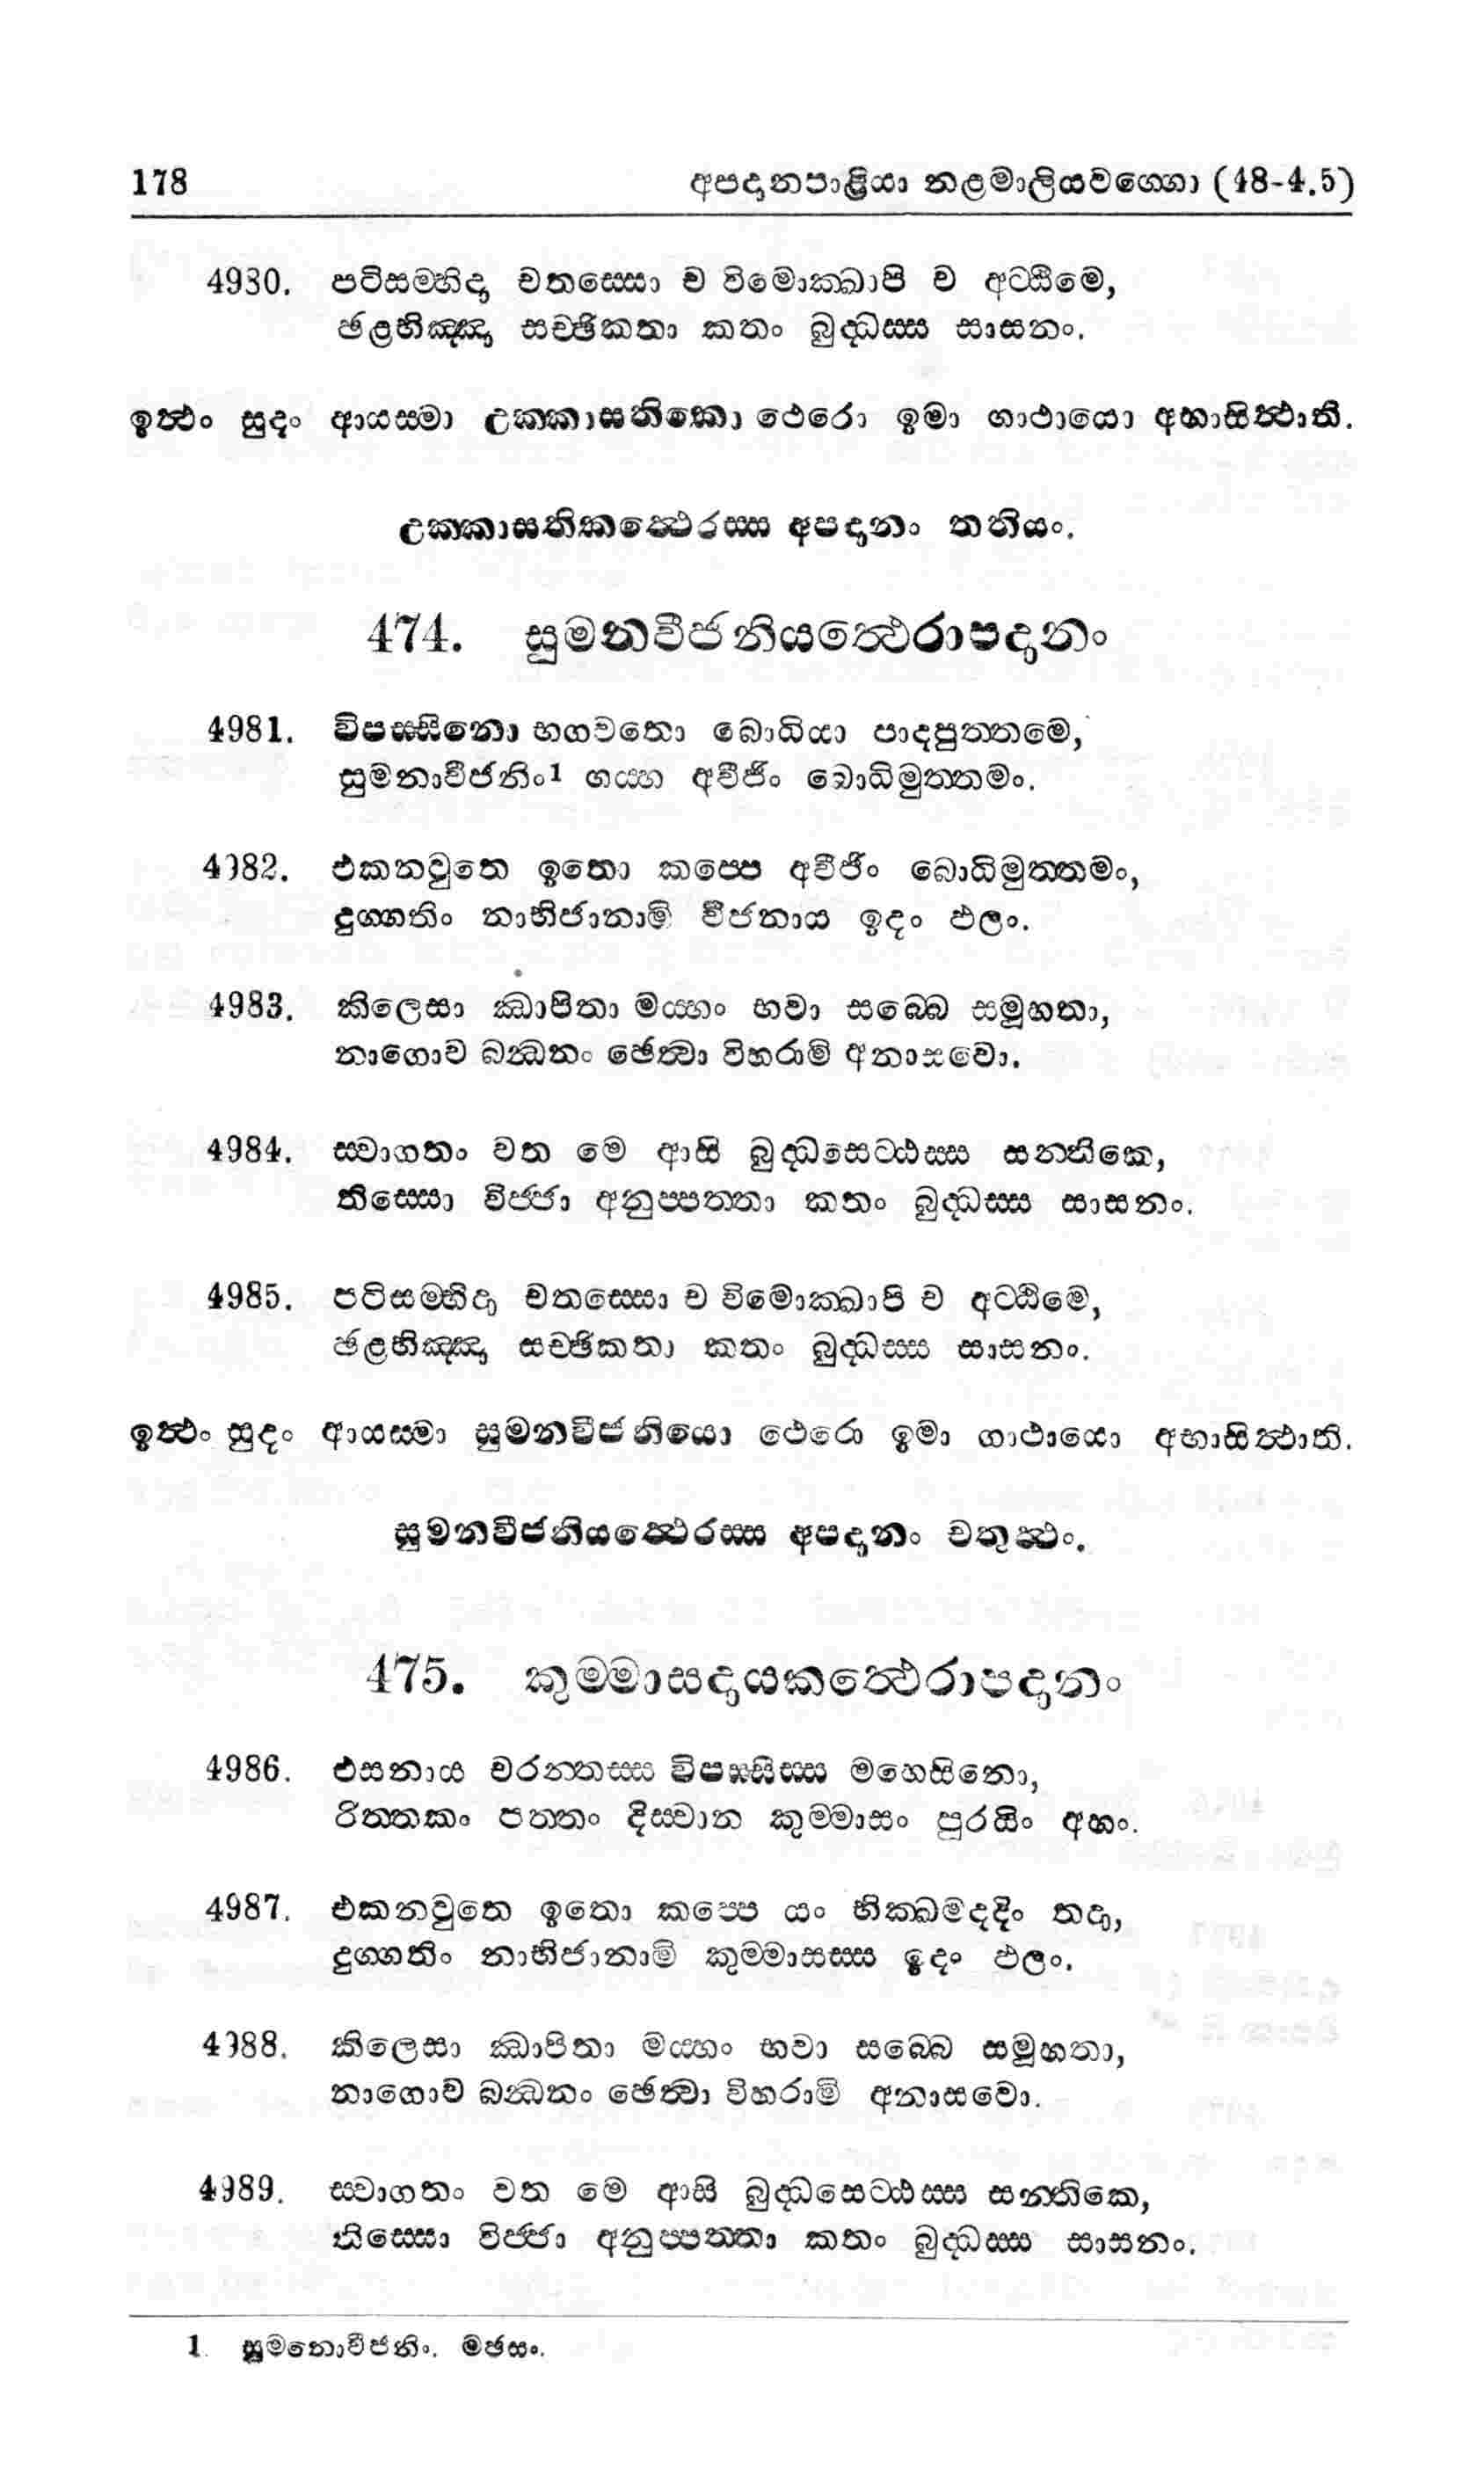 178 අපදානපාළියා නළමාලියවග්ගො (48-4.5)
4980. පටිසම්භිදා චතස්සො ච විමොක්ඛාපි ච අට්ඨිමෙ,
ඡළභිඤ්ඤා සච්ඡිකතා කතං බුද්ධස්ස සාසනං.
ඉත්ථං සුදං ආයස්මා උක්කාසතිකො ථෙරො ඉමා ගාථායො අභාසිත්ථාති.
උක්කාසතිකත්ථෙරස්ස අපදානං තතියං.
474. සුමනවීජනියත්ථෙරාපදානං
4981. විපස්සිනො භගවතො බොධියා පාදපුත්තමෙ,
සුමනාවීජනිං1 ගය්හ අවීජිං බොධිමුත්තමං.
4982. එකනවුතෙ ඉතො කප්පෙ අවීජිං බොධිමුත්තමං,
දුග්ගතිං නාභිජානාමි වීජනාය ඉදං ඵලං.
4983. කිලෙසා ඣාපිතා මය්හං භවා සබ්බෙ සමූහතා,
නාගොව බන්ධනං ඡෙත්වා විහරාමි අනාසවො.
4984. ස්වාගතං වත මෙ ආසි බුද්ධසෙට්ඨස්ස සන්තිකෙ,
තිස්සො විජ්ජා අනුප්පත්තා කතං බුද්ධස්ස සාසනං.
4985. පටිසම්භිදා චතස්සො ච විමොක්ඛාපි ච අට්ඨිමෙ,
ඡළභිඤ්ඤා සච්ඡිකතා කතං බුද්ධස්ස සාසනං.
ඉත්ථං සුදං ආයස්මා සුමනවීජනියො ථෙරො ඉමා ගාථායො අභාසිත්ථාති.
සුමනවීජනියත්ථෙරස්ස අපදානං චතුත්ථං.
475. කුම්මාසදායකත්ථෙරාපදානං
4986. එසනාය චරන්තස්ස විපස්සිස්ස මහෙසිනො,
රිත්තකං පත්තං දිස්වාන කුම්මාසං පූරයිං අහං.
4987. එකනවුතෙ ඉතො කප්පෙ යං භික්ඛමදදිං තදා,
දුග්ගතිං නාභිජානාමි කුම්මාසස්ස ඉදං ඵලං.
4988. කිලෙසා ඣාපිතා මය්හං භවා සබ්බෙ සමූහතා,
නාගොව බන්ධනං ඡෙත්වා විහරාමි අනාසවො.
4989. ස්වාගතං වත මෙ ආසි බුද්ධසෙට්ඨස්ස සන්තිකෙ,
තිස්සො විජ්ජා අනුප්පත්තා කතං බුද්ධස්ස සාසනං.
1. සුමනොවීජනිං. මඡසං.